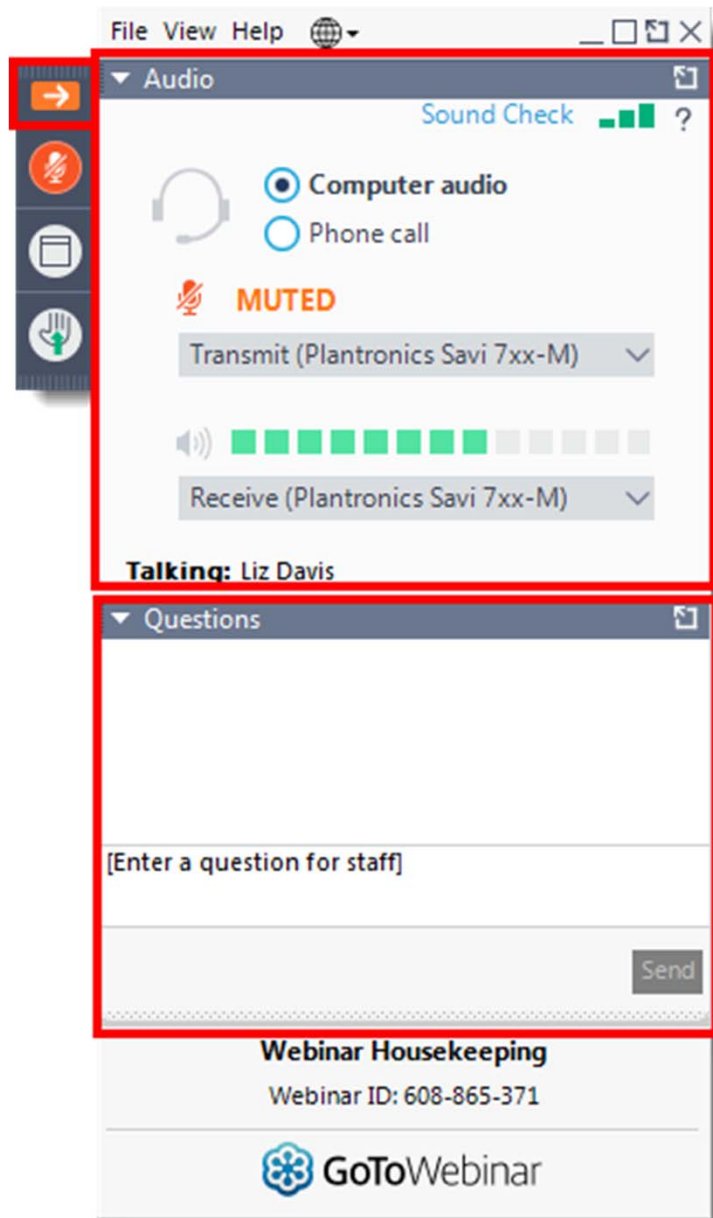 File View Help
Audio
Sound Check ?
Computer audio
Phone call
MUTED
Transmit (Plantronics Savi 7xx-M)
Receive (Plantronics Savi 7xx-M)
Talking: Liz Davis
Questions
[Enter a question for staff]
Send
Webinar Housekeeping
Webinar ID: 608-865-371
GoToWebinar